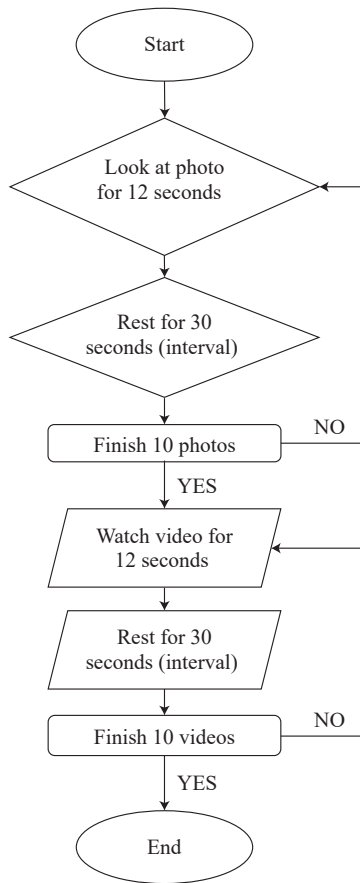 Start
Look at photo
for 12 seconds
Rest for 30
seconds (interval)
Finish 10 photos
NO
YES
Watch video for
12 seconds
Rest for 30
seconds (interval)
Finish 10 videos
NO
YES
End